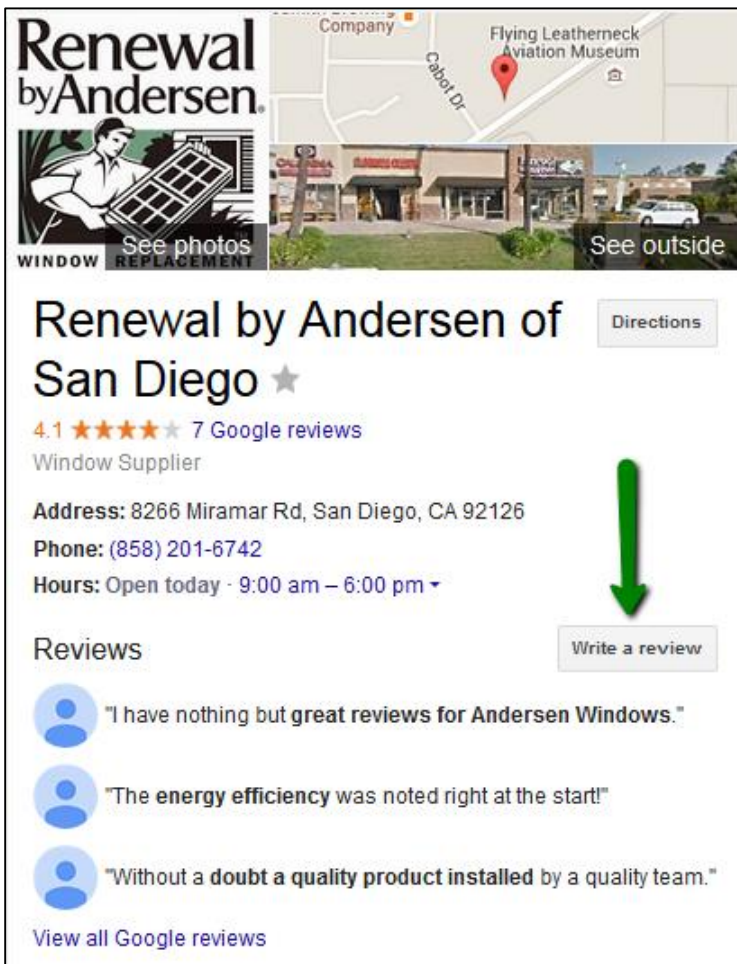 Renewal
by Andersen.
WINDOW REPLACEMENT
See photos
Company
Flying Leatherneck
Aviation Museum
Cabot Dr
See outside
Renewal by Andersen of
San Diego
Directions
4.1 7 Google reviews
Window Supplier
Address: 8266 Miramar Rd, San Diego, CA 92126
Phone: (858) 201-6742
Hours: Open today · 9:00 am – 6:00 pm
Reviews
Write a review
"I have nothing but great reviews for Andersen Windows."
"The energy efficiency was noted right at the start!"
"Without a doubt a quality product installed by a quality team."
View all Google reviews